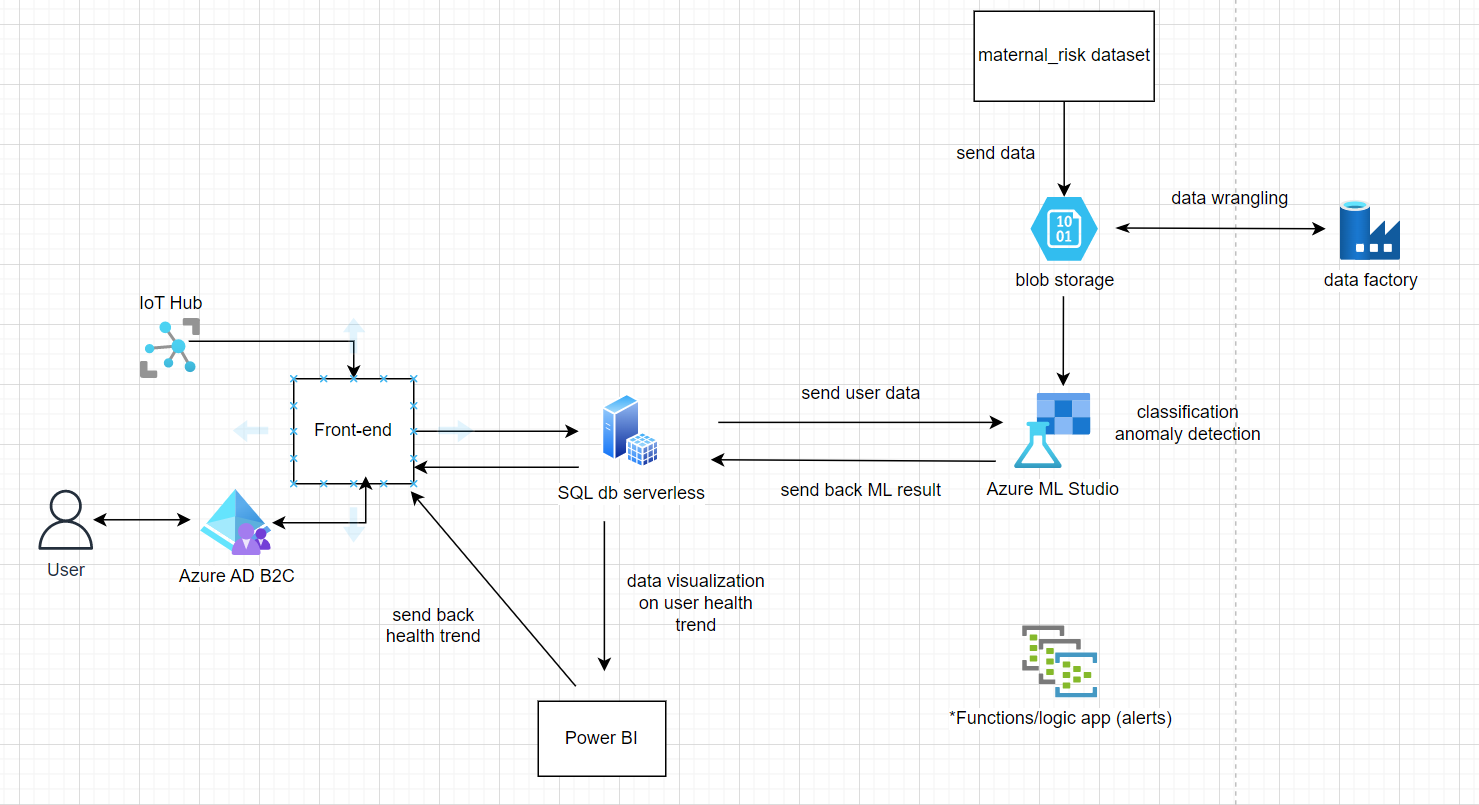 maternal_risk dataset
send data
data wrangling
10
01
blob storage
data factory
IoT Hub
send user data
classification
anomaly detection
Front-end
SQL db serverless
send back ML result
Azure ML Studio
User
Azure AD B2C
data visualization
on user health
trend
send back
health trend
*Functions/logic app (alerts)
Power BI